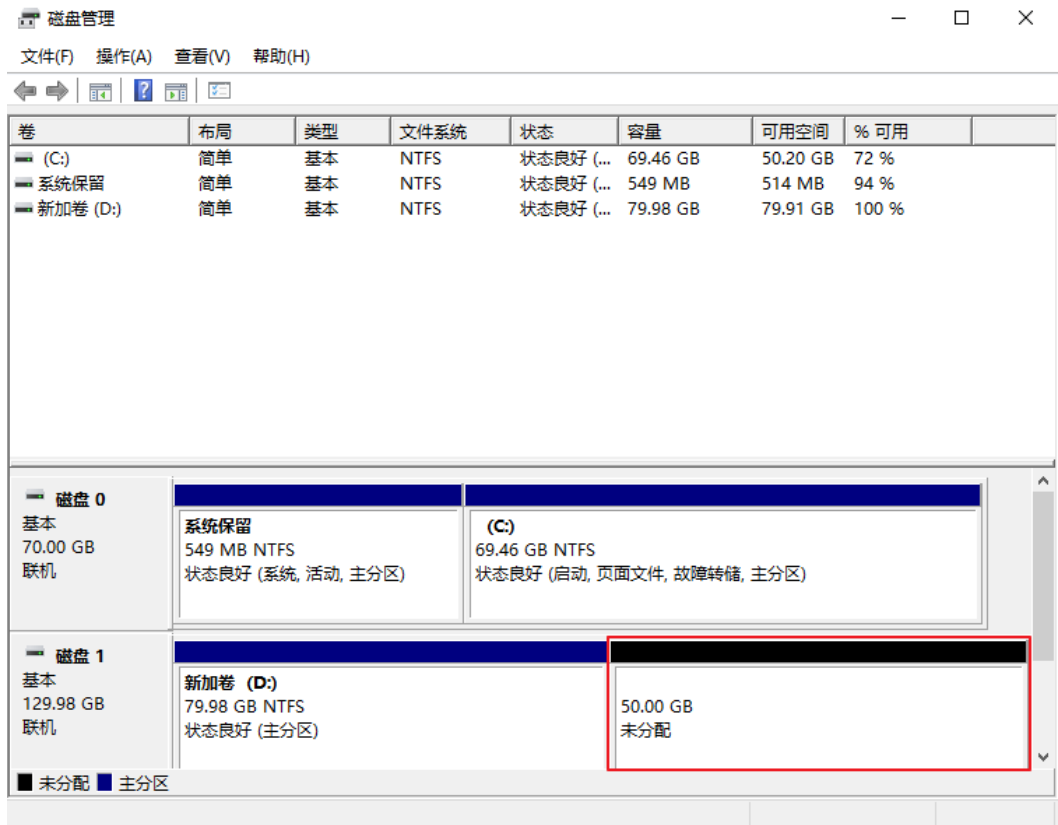 磁盘管理
文件(F) 操作(A) 查看(V) 帮助(H)
卷 布局 类型 文件系统 状态 容量 可用空间 % 可用
(C:) 简单 基本 NTFS 状态良好 (... 69.46 GB 50.20 GB 72 %
系统保留 简单 基本 NTFS 状态良好 (... 549 MB 514 MB 94 %
新加卷 (D:) 简单 基本 NTFS 状态良好 (... 79.98 GB 79.91 GB 100 %
磁盘 0
基本
70.00 GB
联机
系统保留
549 MB NTFS
状态良好 (系统, 活动, 主分区)
(C:)
69.46 GB NTFS
状态良好 (启动, 页面文件, 故障转储, 主分区)
磁盘 1
基本
129.98 GB
联机
新加卷 (D:)
79.98 GB NTFS
状态良好 (主分区)
50.00 GB
未分配
未分配 主分区